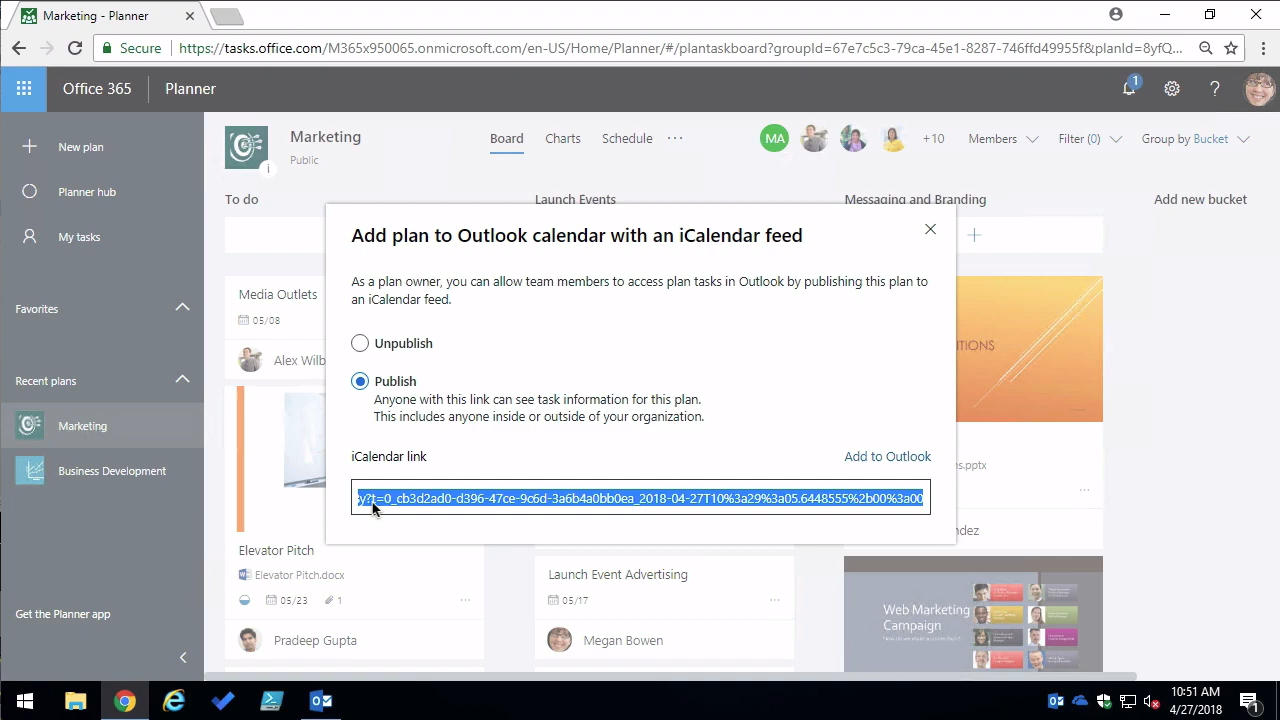 Marketing - Planner
Secure
https://tasks.office.com/M365x950065.onmicrosoft.com/en-US/Home/Planner/#/plantaskboard?groupId=67e7c5c3-79ca-45e1-8287-746ffd49955f&planId=8yfQ...
Office 365
Planner
1
New plan
Planner hub
My tasks
Favorites
Recent plans
Marketing
Business Development
Get the Planner app
Marketing
Public
Board
Charts
Schedule
MA
+10
Members
Filter (0)
Group by Bucket
To do
Launch Events
Messaging and Branding
Add new bucket
Media Outlets
05/08
Alex Wilb
Elevator Pitch
Elevator Pitch.docx
05/23
1
Pradeep Gupta
Add plan to Outlook calendar with an iCalendar feed
As a plan owner, you can allow team members to access plan tasks in Outlook by publishing this plan to
an iCalendar feed.
Unpublish
Publish
Anyone with this link can see task information for this plan.
This includes anyone inside or outside of your organization.
iCalendar link
Add to Outlook
y?t=0_cb3d2ad0-d396-47ce-9c6d-3a6b4a0bb0ea_2018-04-27T10%3a29%3a05.6448555%2b00%3a00
Launch Event Advertising
05/17
Megan Bowen
ITIONS
ns.pptx
ndez
Web Marketing
Campaign
10:51 AM
4/27/2018
1